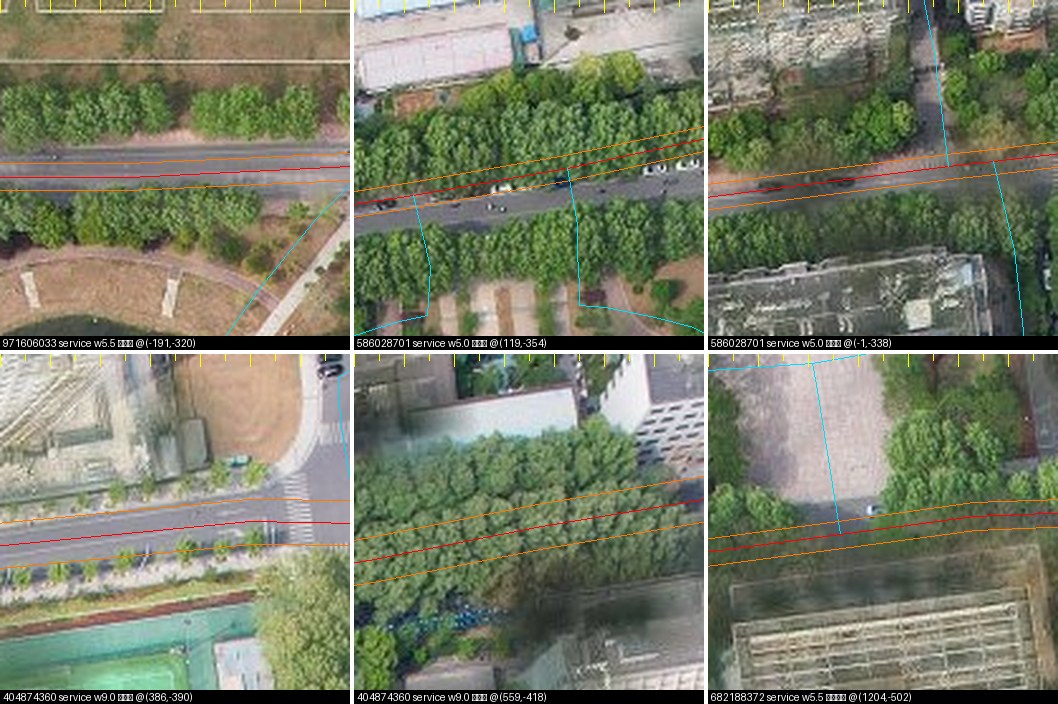 971606033 service w5.5 @(-191,-320)
586028701 service w5.0 @(119,-354)
586028701 service w5.0 @(-1,-338)
404874360 service w9.0 @(386,-390)
404874360 service w9.0 @(559,-418)
682188372 service w5.5 @(1204,-502)